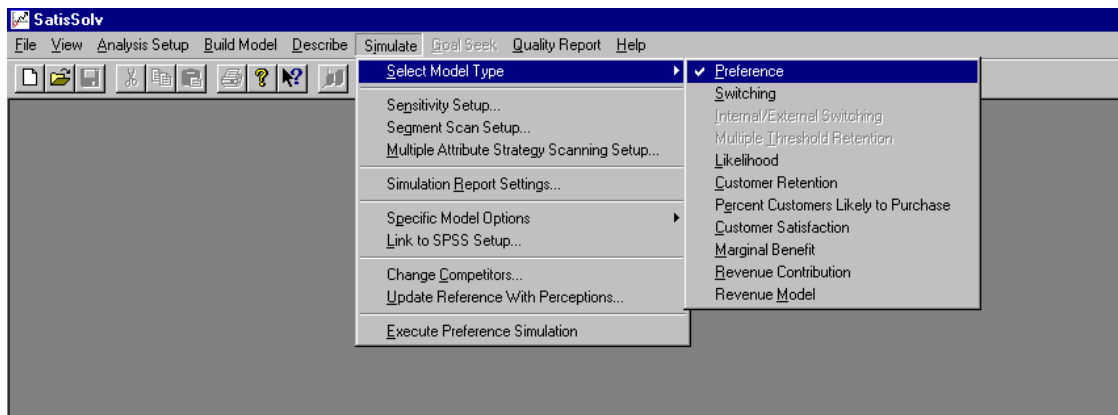 SatisSolv
File View Analysis Setup Build Model Describe Simulate Goal Seek Quality Report Help
Select Model Type
Sensitivity Setup...
Segment Scan Setup...
Multiple Attribute Strategy Scanning Setup...
Simulation Report Settings...
Specific Model Options
Link to SPSS Setup...
Change Competitors...
Update Reference With Perceptions...
Execute Preference Simulation
Preference
Switching
Internal/External Switching
Multiple Threshold Retention
Likelihood
Customer Retention
Percent Customers Likely to Purchase
Customer Satisfaction
Marginal Benefit
Revenue Contribution
Revenue Model